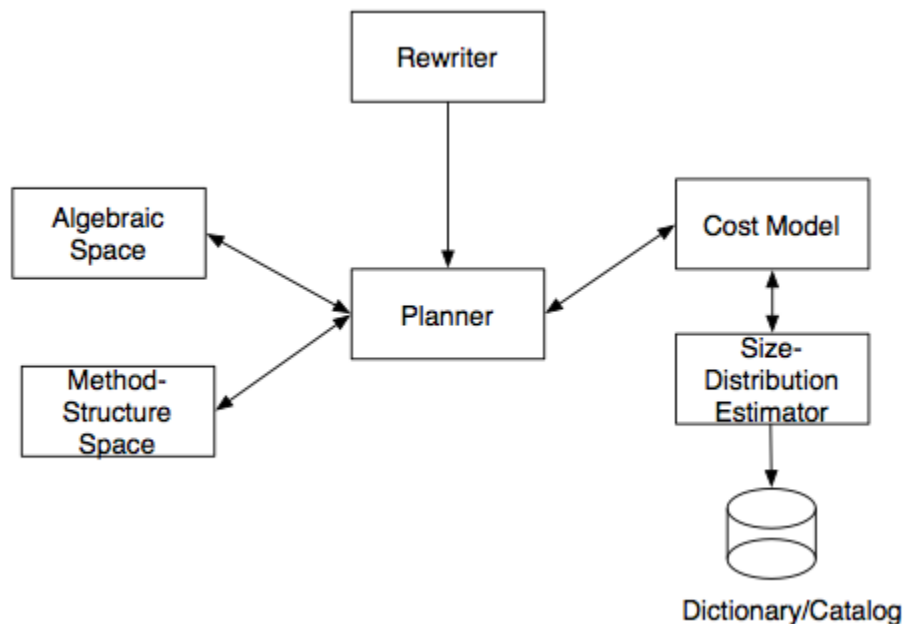 Rewriter
Algebraic
Space
Cost Model
Planner
Method-
Structure
Space
Size-
Distribution
Estimator
Dictionary/Catalog